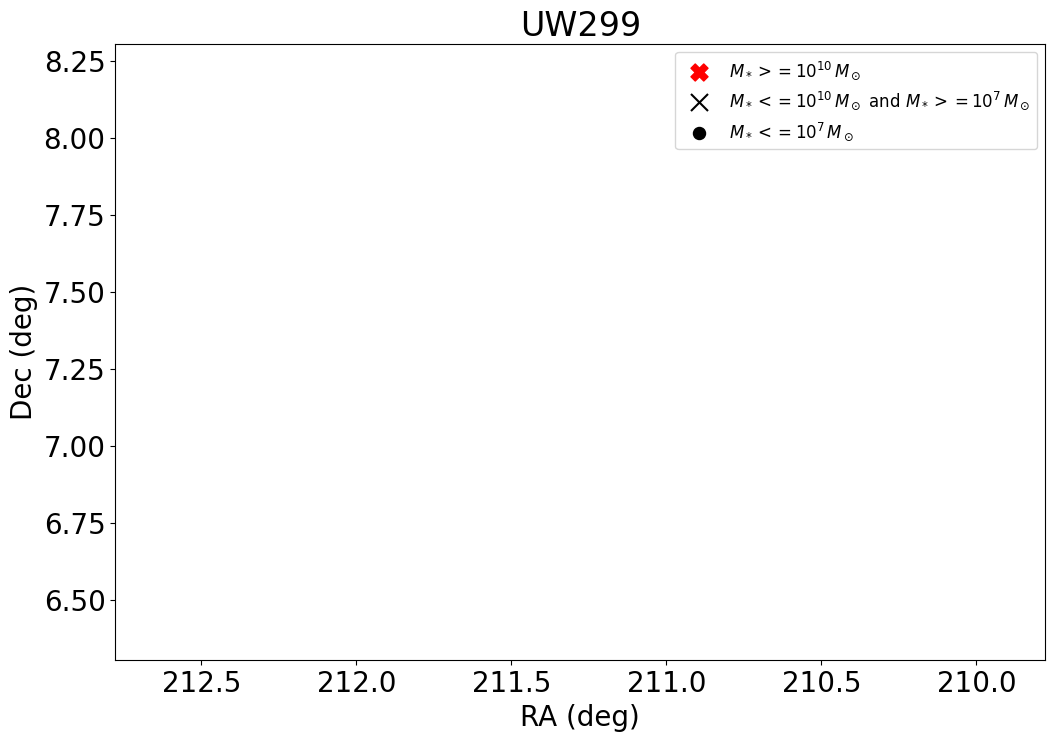 UW299
M* >= 10^10 M⊙
M* <= 10^10 M⊙ and M* >= 10^7 M⊙
M* <= 10^7 M⊙
8.25
8.00
7.75
7.50
7.25
7.00
6.75
6.50
Dec (deg)
212.5 212.0 211.5 211.0 210.5 210.0
RA (deg)